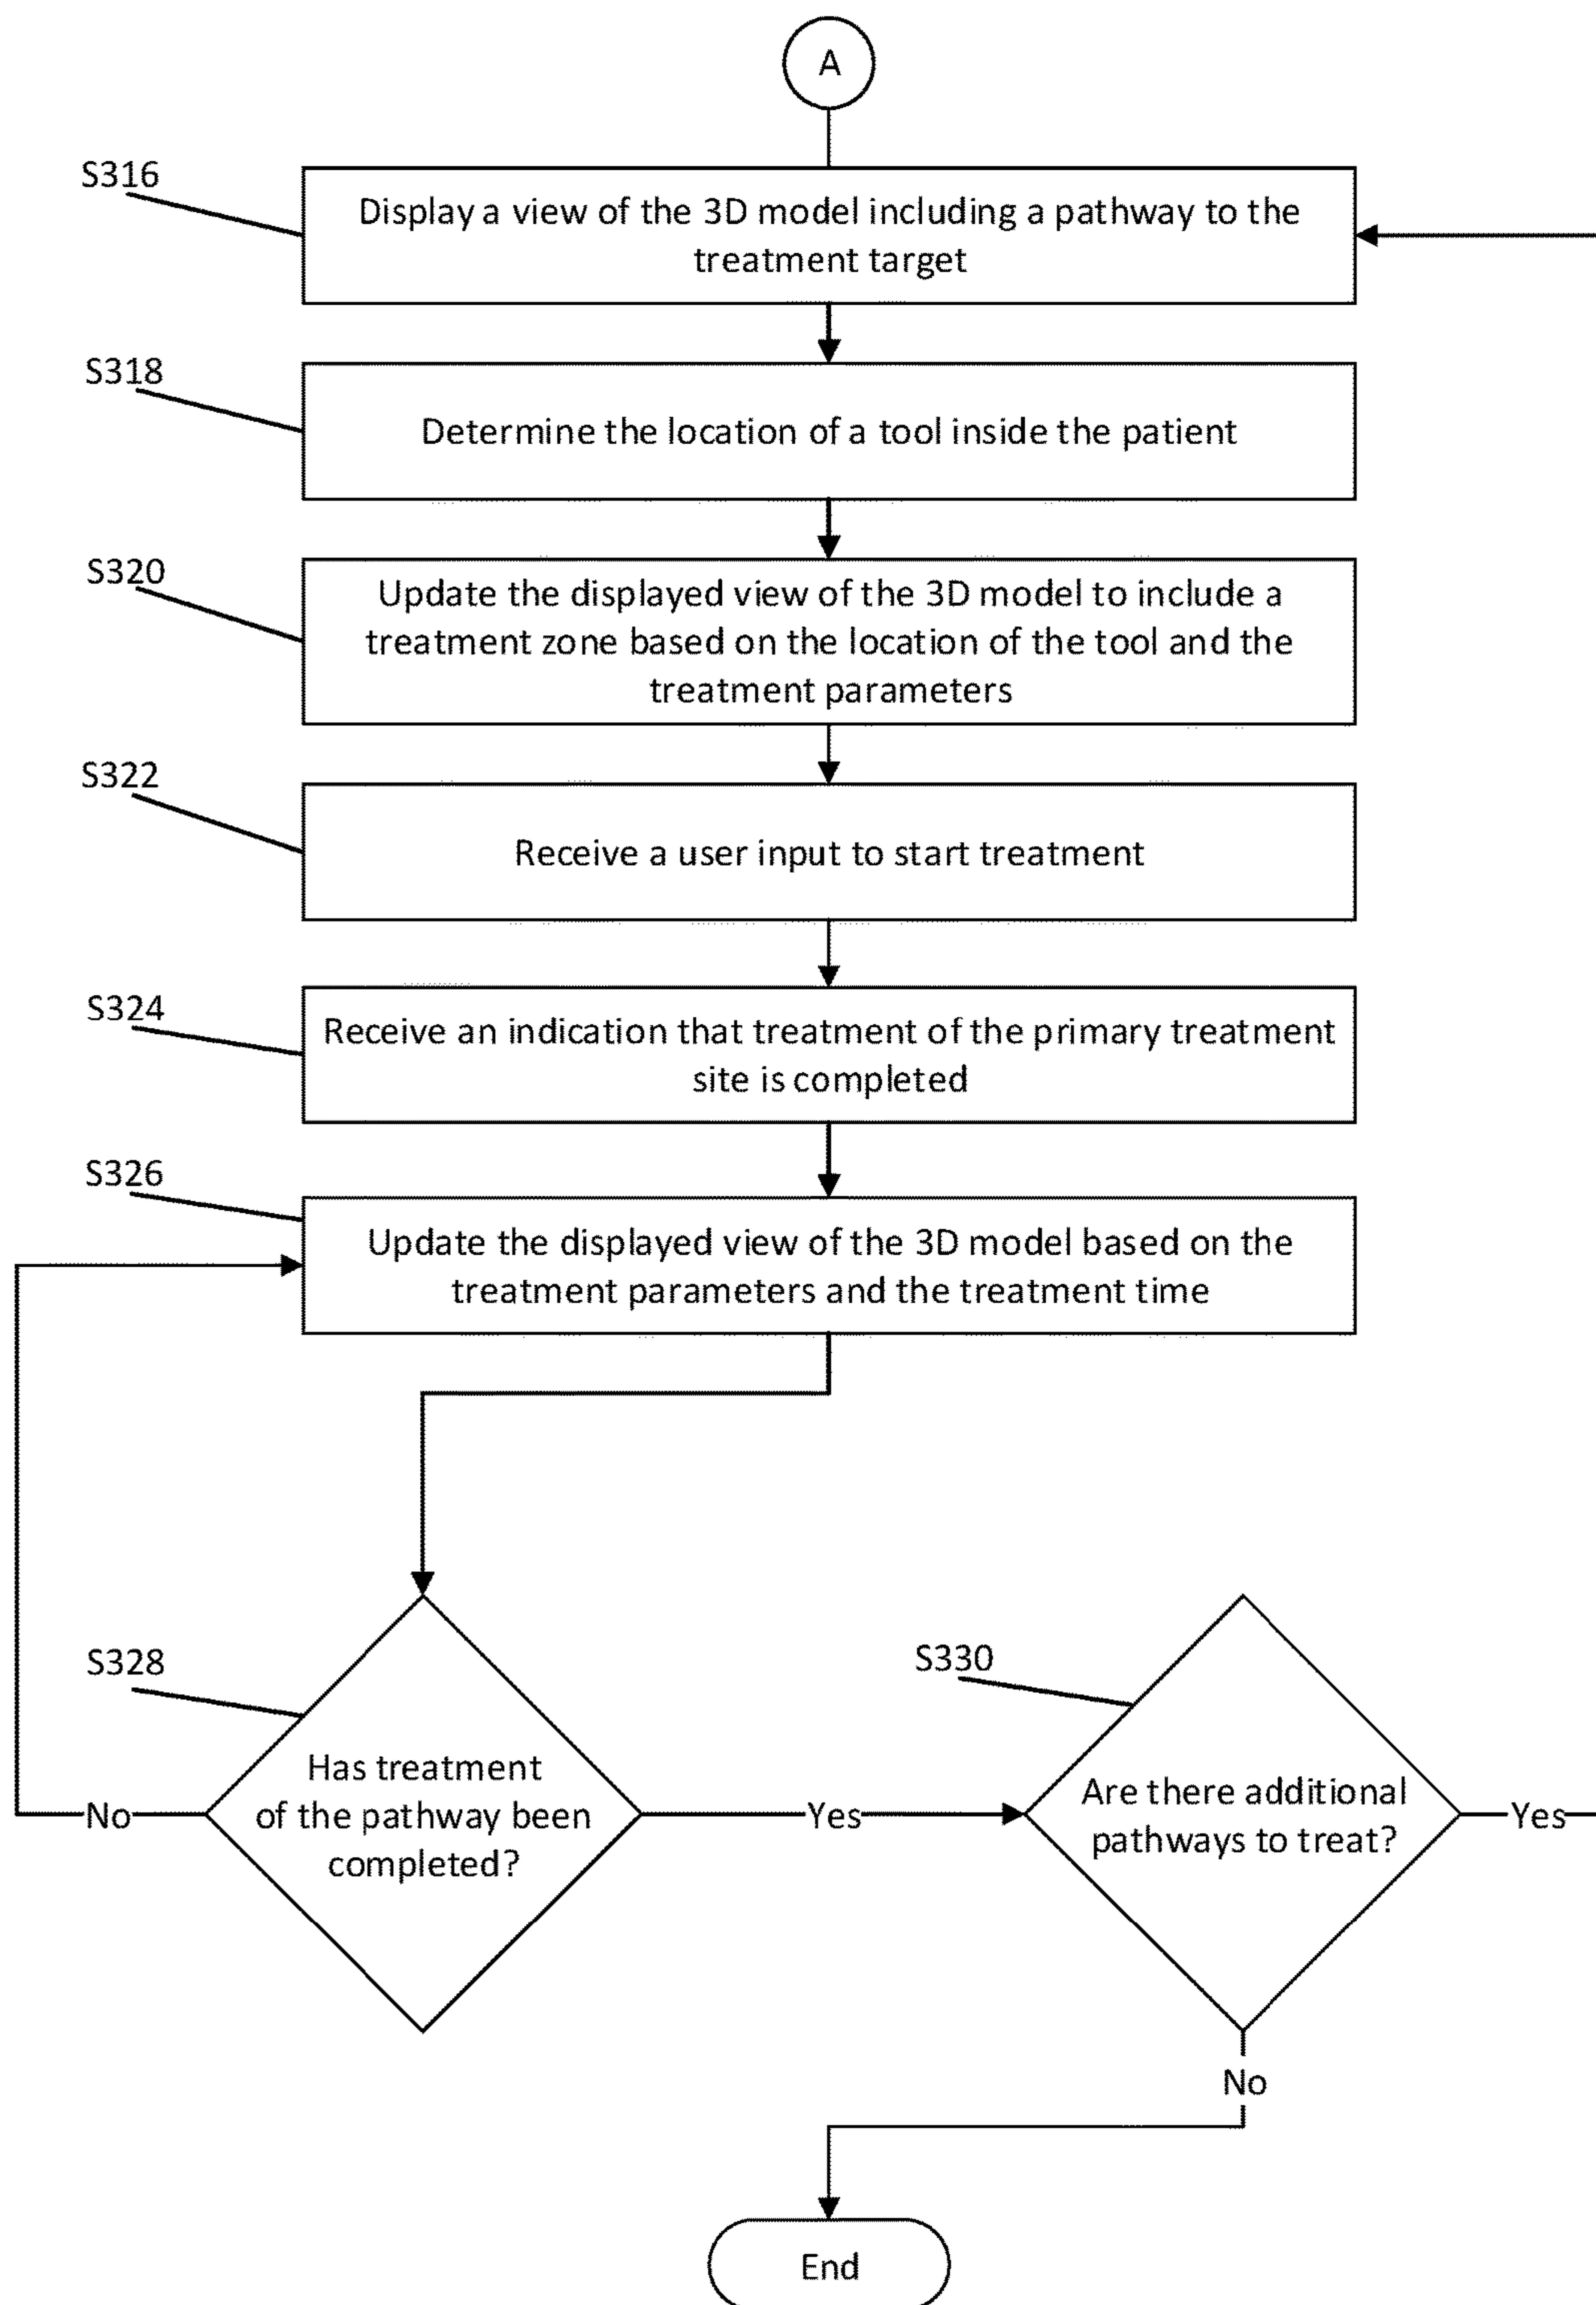 A
S316
Display a view of the 3D model including a pathway to the
treatment target
S318
Determine the location of a tool inside the patient
S320
Update the displayed view of the 3D model to include a
treatment zone based on the location of the tool and the
treatment parameters
S322
Receive a user input to start treatment
S324
Receive an indication that treatment of the primary treatment
site is completed
S326
Update the displayed view of the 3D model based on the
treatment parameters and the treatment time
S328
Has treatment
of the pathway been
completed?
No
Yes
S330
Are there additional
pathways to treat?
Yes
No
End